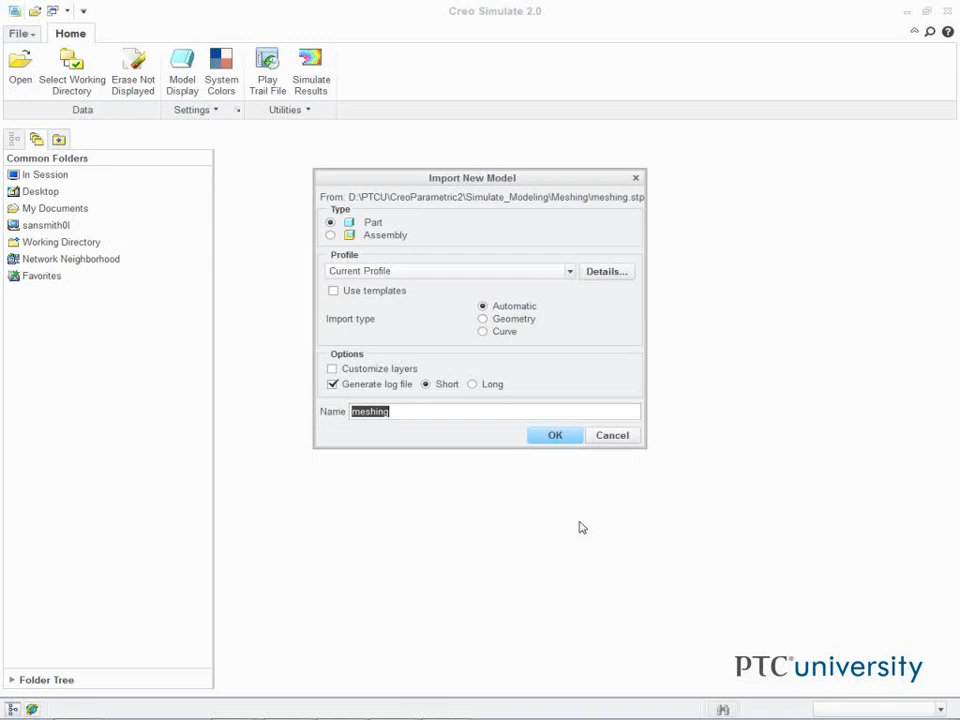 Creo Simulate 2.0
File
Home
Open
Select Working Directory
Erase Not Displayed
Model Display
System Colors
Play Trail File
Simulate Results
Data
Settings
Utilities
Common Folders
In Session
Desktop
My Documents
sansmith0l
Working Directory
Network Neighborhood
Favorites
Folder Tree
Import New Model
From: D:\PTCU\CreoParametric2\Simulate_Modeling\Meshing\meshing.stp
Type
Part
Assembly
Profile
Current Profile
Details...
Use templates
Import type
Automatic
Geometry
Curve
Options
Customize layers
Generate log file
Short
Long
Name
meshing
OK
Cancel
PTC university